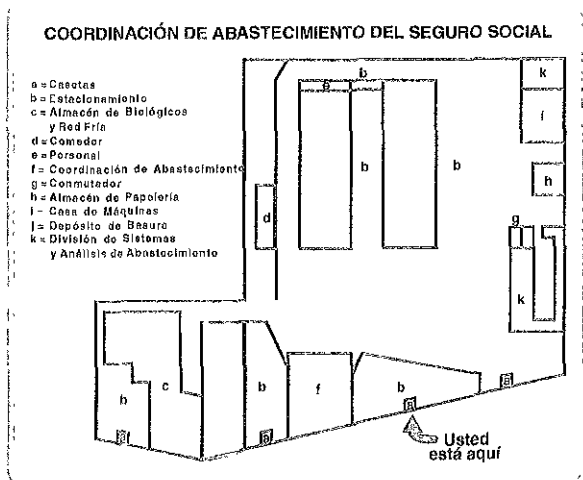 COORDINACIÓN DE ABASTECIMIENTO DEL SEGURO SOCIAL
a = Casetas
b = Estacionamiento
c = Almacén de Biológicos
y Red Fría
d = Comedor
e = Personal
f = Coordinación de Abastecimiento
g = Conmutador
h = Almacén de Papelería
i = Casa de Máquinas
j = Depósito de Basura
k = División de Sistemas
y Análisis de Abastecimiento
b
k
e
i
b
b
h
d
g
k
b
c
b
f
b
a
a
a
a
Usted
está aquí